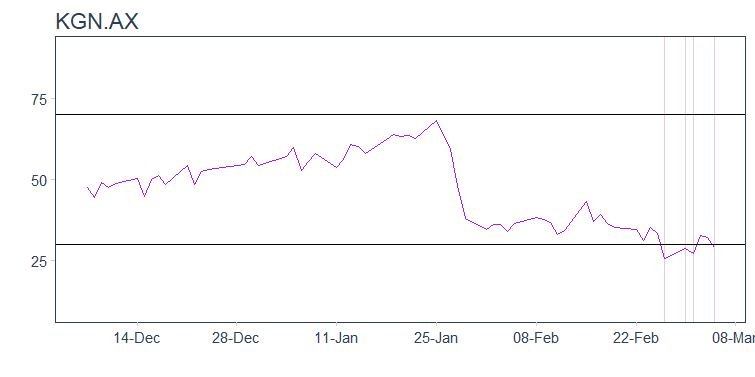 KGN.AX
75
50
25
14-Dec
28-Dec
11-Jan
25-Jan
08-Feb
22-Feb
08-Mar